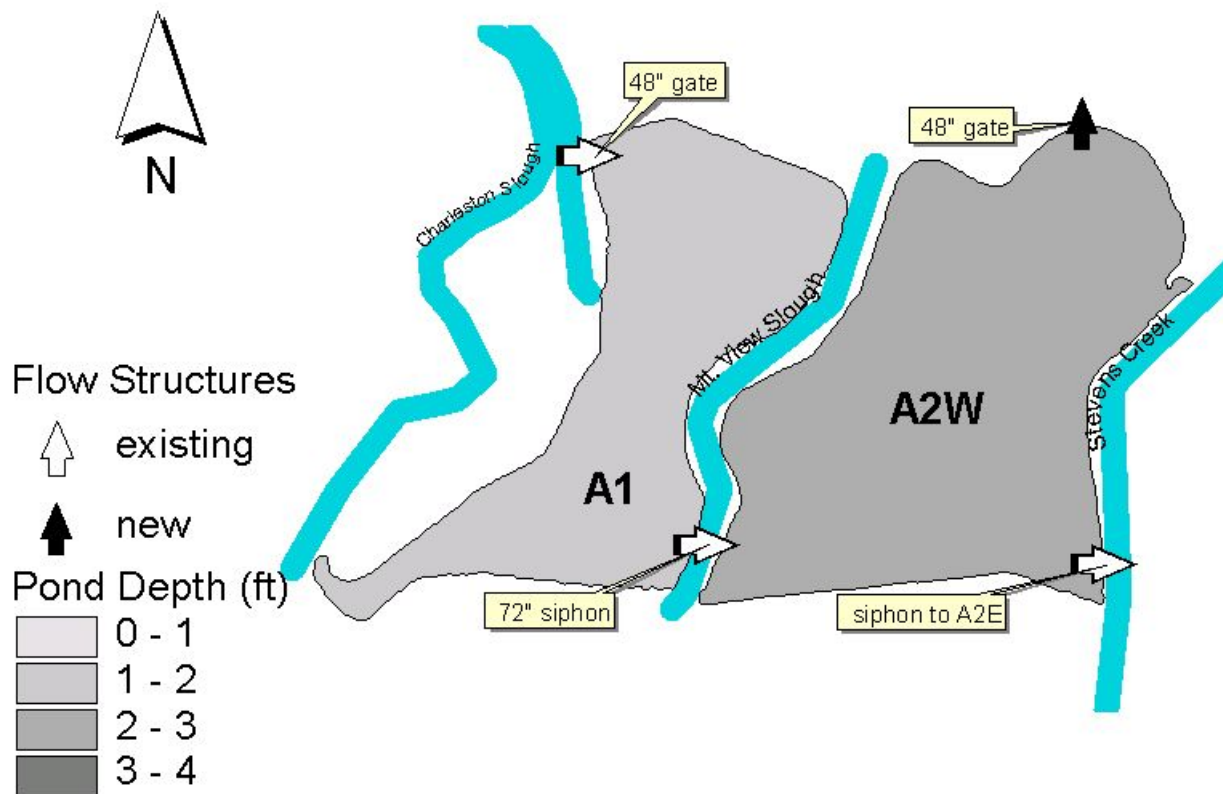 N
48" gate
48" gate
Charleston Slough
Mt. View Slough
Stevens Creek
A2W
A1
72" siphon
siphon to A2E
Flow Structures
existing
new
Pond Depth (ft)
0 - 1
1 - 2
2 - 3
3 - 4